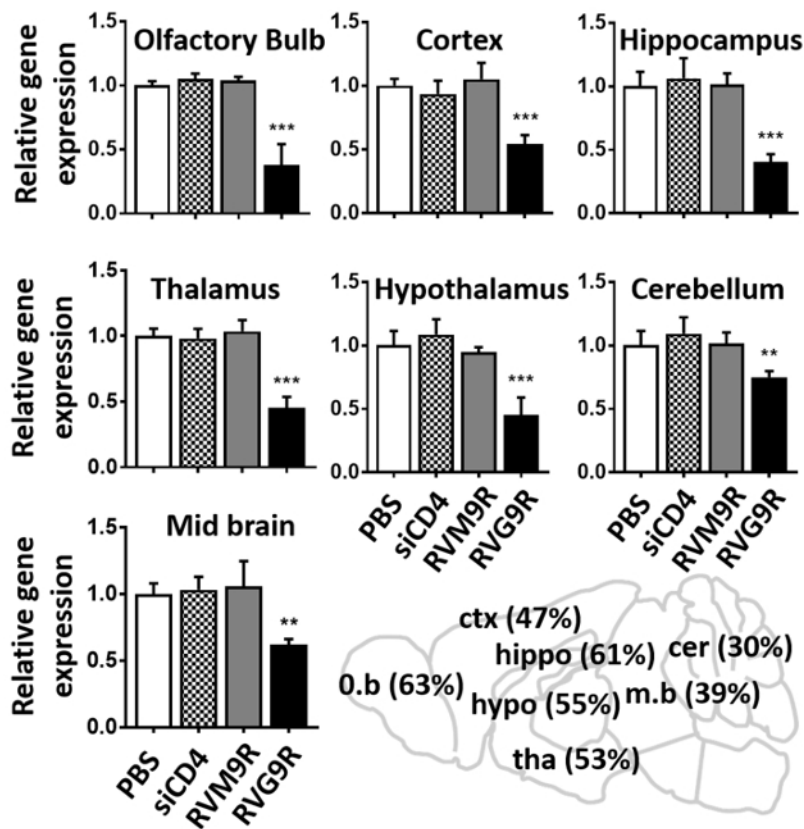 Olfactory Bulb
Relative gene expression
1.5
1.0
0.5
0.0
***
Cortex
1.5
1.0
0.5
0.0
***
Hippocampus
1.5
1.0
0.5
0.0
***
Thalamus
Relative gene expression
1.5
1.0
0.5
0.0
***
Hypothalamus
1.5
1.0
0.5
0.0
***
PBS
siCD4
RVM9R
RVG9R
Cerebellum
1.5
1.0
0.5
0.0
**
PBS
siCD4
RVM9R
RVG9R
Mid brain
Relative gene expression
1.5
1.0
0.5
0.0
**
PBS
siCD4
RVM9R
RVG9R
ctx (47%)
hippo (61%)
cer (30%)
0.b (63%)
hypo (55%)
m.b (39%)
tha (53%)